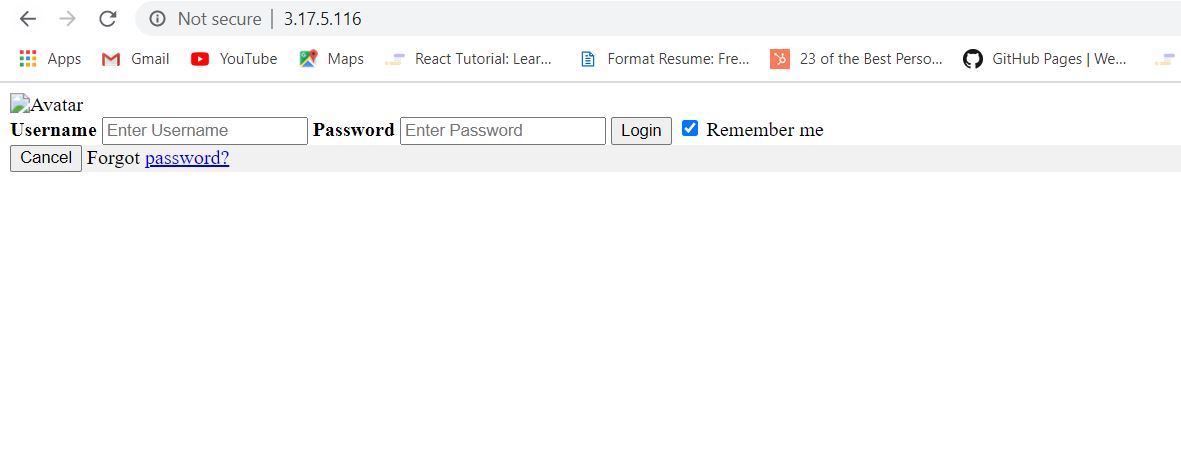 Not secure | 3.17.5.116
Apps Gmail YouTube Maps React Tutorial: Lear... Format Resume: Fre... 23 of the Best Perso... GitHub Pages | We...
Avatar
Username Enter Username Password Enter Password Login Remember me
Cancel Forgot password?